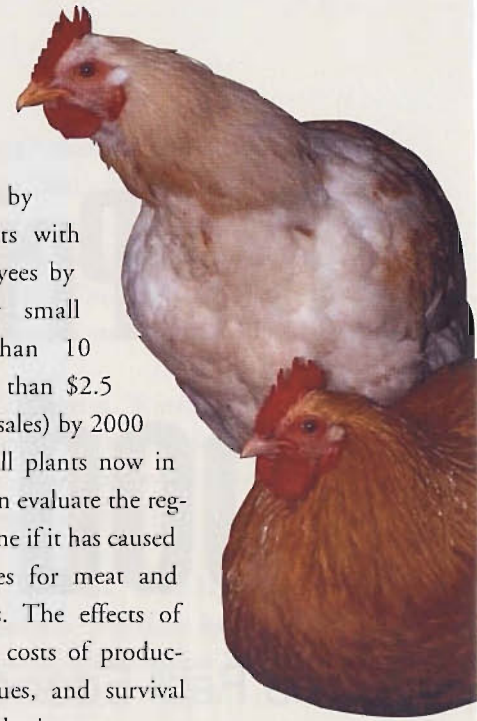 by
ts with
yees by
small
than 10
than $2.5
sales) by 2000
ll plants now in
n evaluate the reg-
ne if it has caused
es for meat and
s. The effects of
costs of produc-
ues, and survival